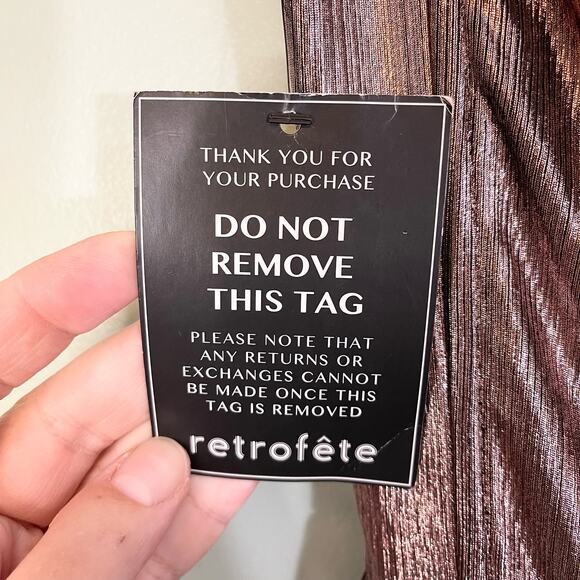 THANK YOU FOR
YOUR PURCHASE
DO NOT
REMOVE
THIS TAG
PLEASE NOTE THAT
ANY RETURNS OR
EXCHANGES CANNOT
BE MADE ONCE THIS
TAG IS REMOVED
retrofête